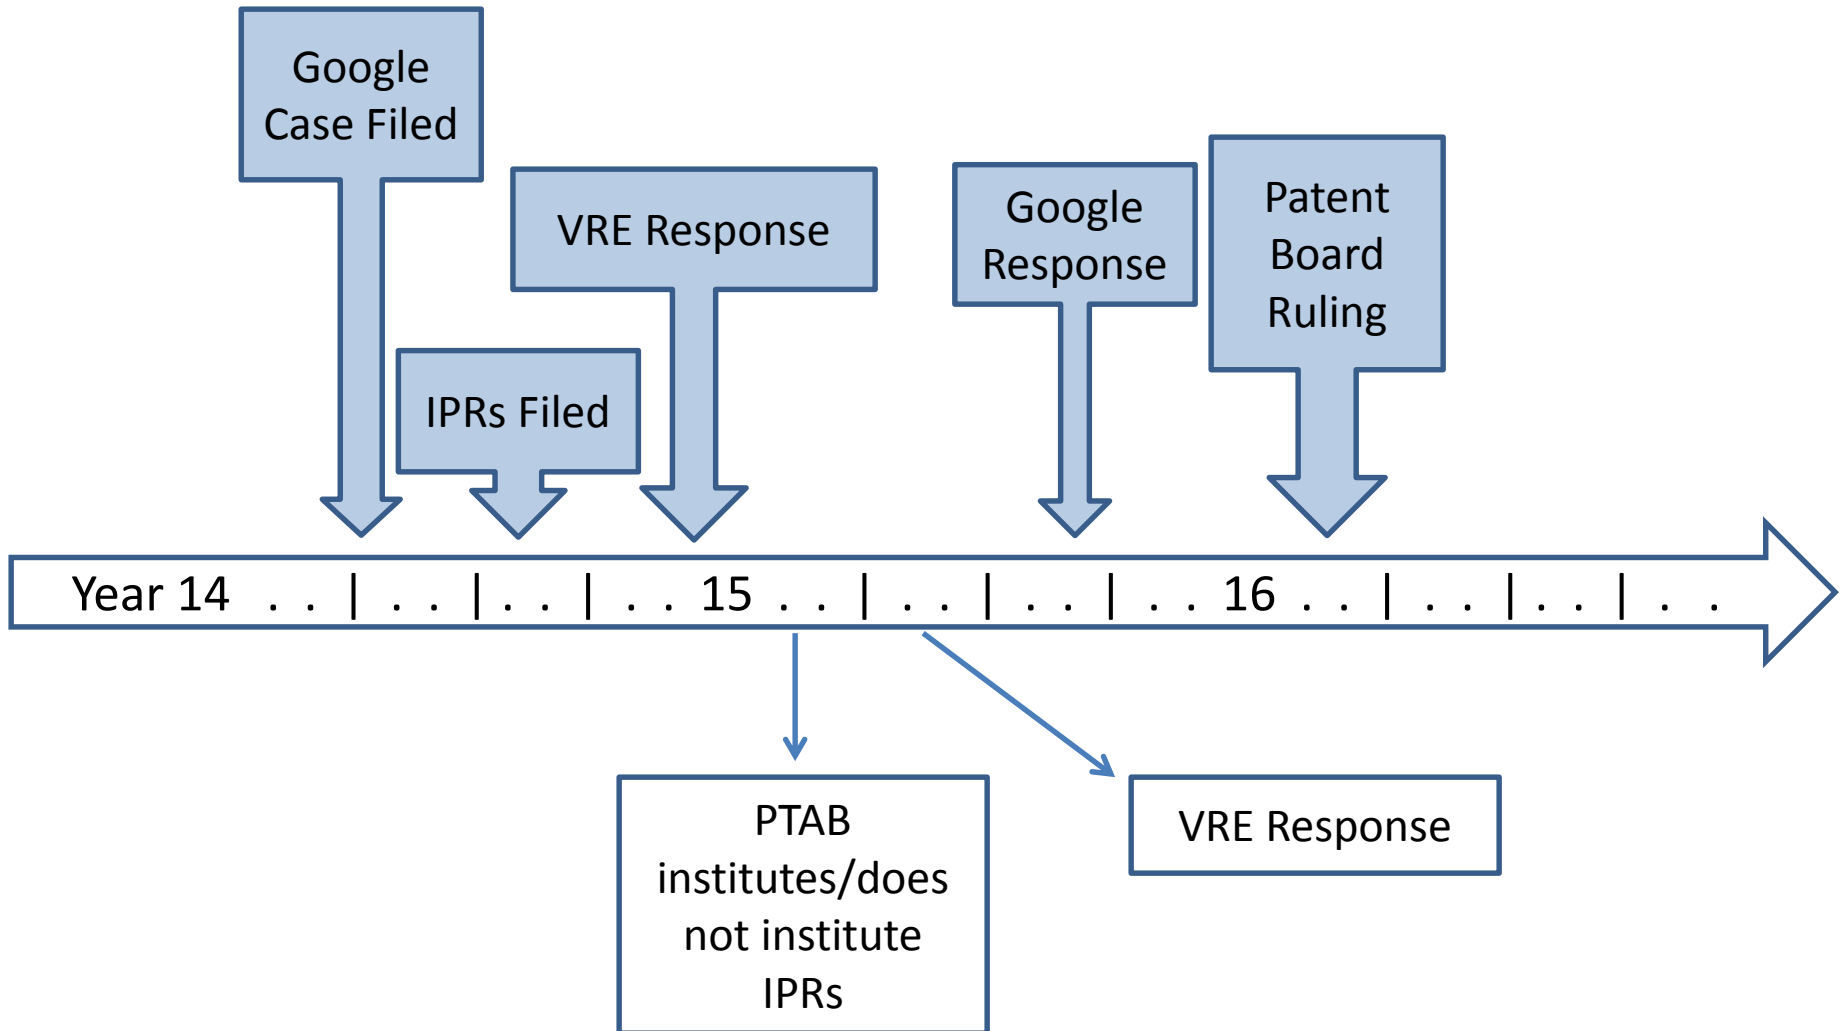 Google
Case Filed
VRE Response
IPRs Filed
Google
Response
Patent
Board
Ruling
Year 14 . . | . . | . . | . . 15 . . | . . | . . | . . 16 . . | . . | . . | . .
PTAB
institutes/does
not institute
IPRs
VRE Response